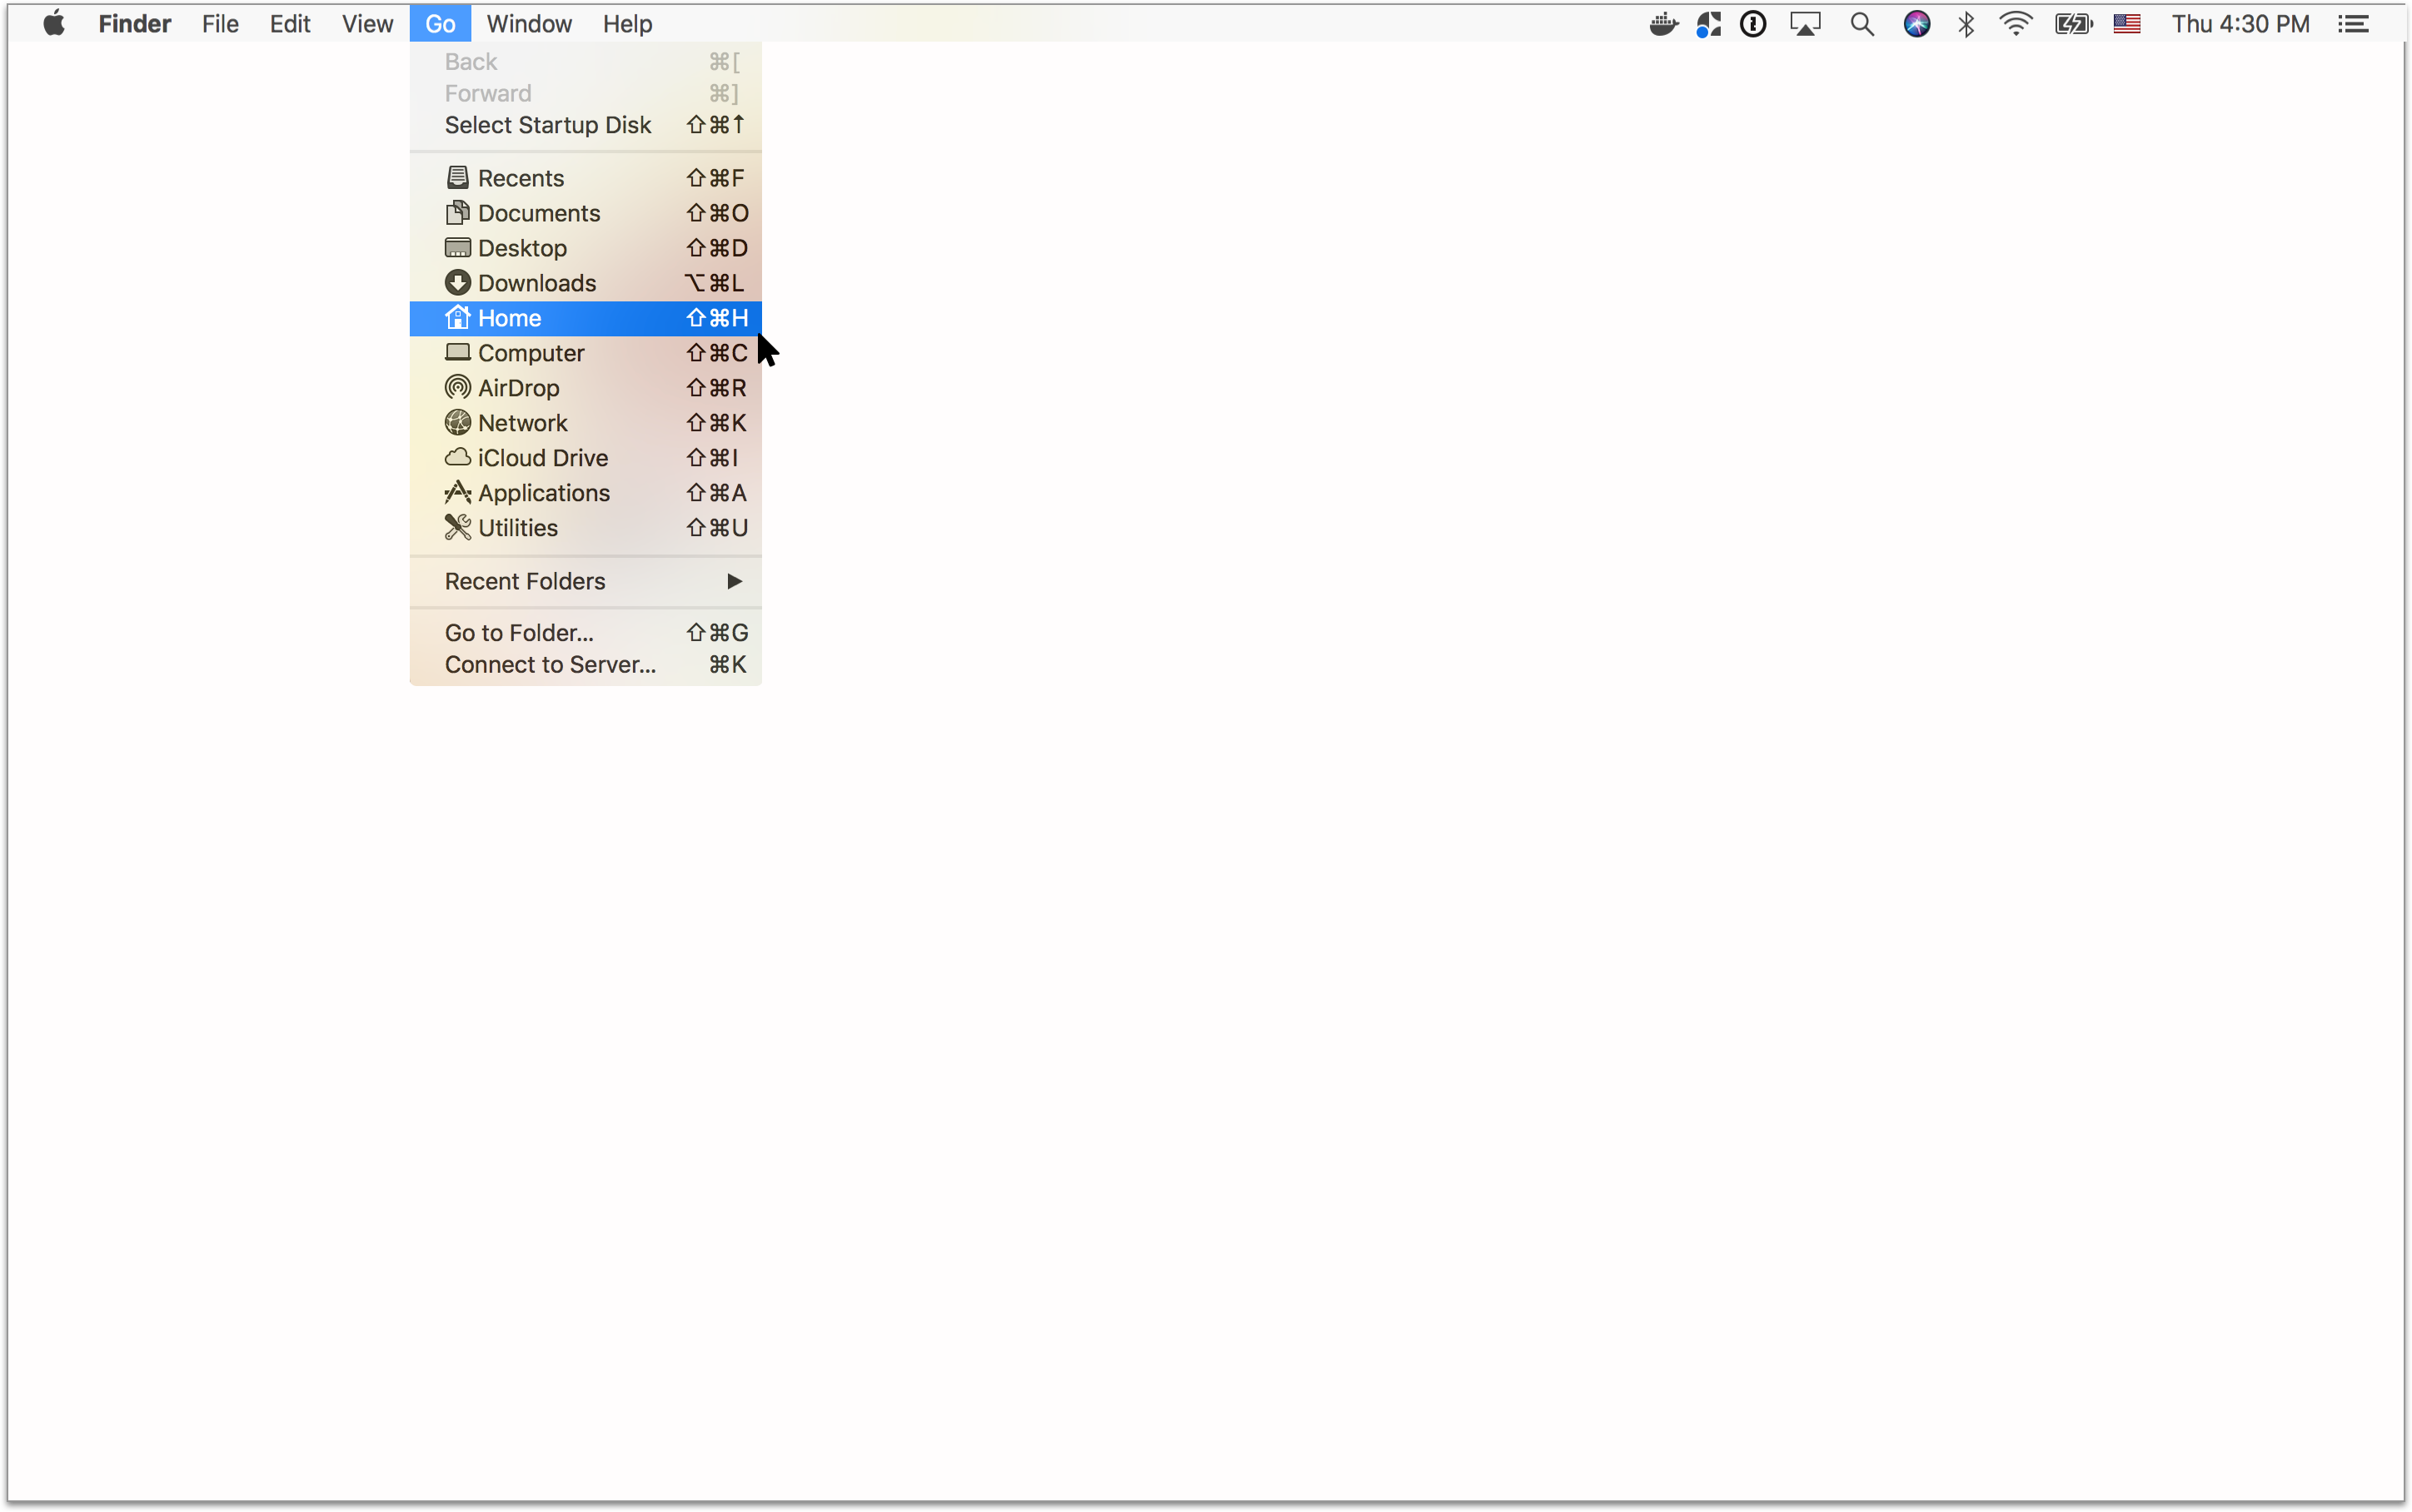 Finder File Edit View Go Window Help Thu 4:30 PM
Back ⌘[
Forward ⌘]
Select Startup Disk ⇧⌘↑
Recents ⇧⌘F
Documents ⇧⌘O
Desktop ⇧⌘D
Downloads ⌥⌘L
Home ⇧⌘H
Computer ⇧⌘C
AirDrop ⇧⌘R
Network ⇧⌘K
iCloud Drive ⇧⌘I
Applications ⇧⌘A
Utilities ⇧⌘U
Recent Folders ▶
Go to Folder... ⇧⌘G
Connect to Server... ⌘K